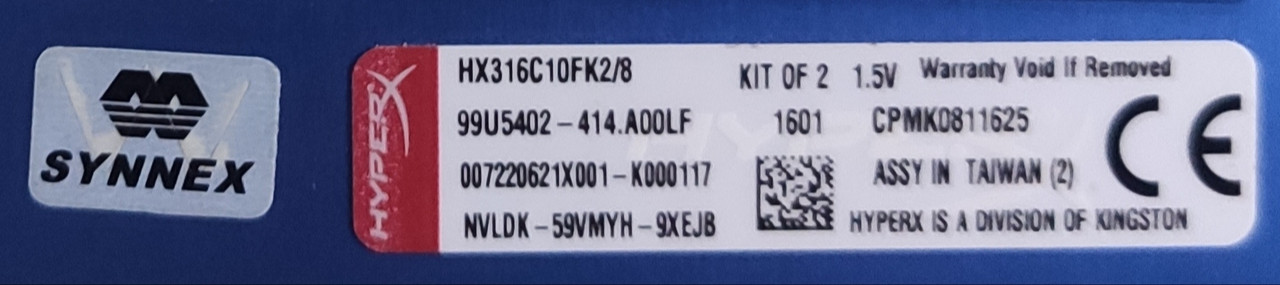 SYNNEX
HYPERX
HX316C10FK2/8 KIT OF 2 1.5V Warranty Void If Removed
99U5402-414.A00LF 1601 CPMK0811625
007220621X001-K000117 ASSY IN TAIWAN (2)
NVLDK-59VMYH-9XEJB HYPERX IS A DIVISION OF KINGSTON
CE